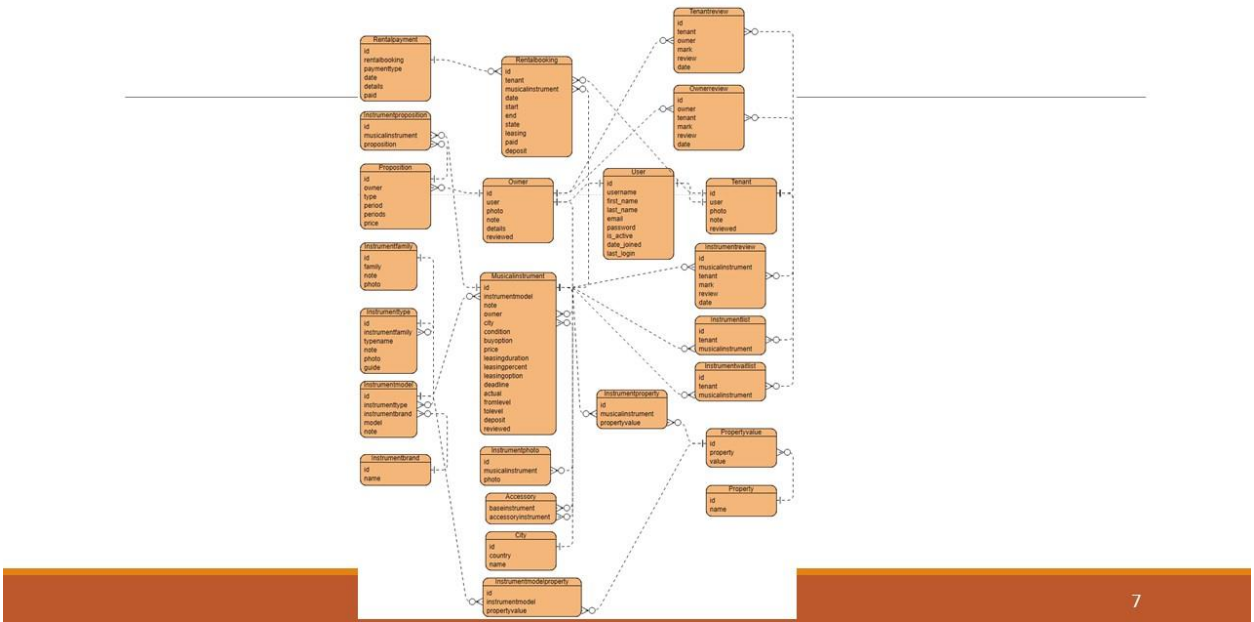 Rentalpayment
id
rentalbooking
paymenttype
date
details
paid
Instrumentproposition
id
musicalinstrument
proposition
Proposition
id
owner
type
period
periods
price
Instrumentfamily
id
family
note
photo
Instrumenttype
id
instrumentfamily
typename
note
photo
guide
Instrumentmodel
id
instrumenttype
instrumentbrand
model
note
Instrumentbrand
id
name
Rentalbooking
id
tenant
musicalinstrument
date
start
end
state
leasing
paid
deposit
Owner
id
user
photo
note
details
reviewed
Musicalinstrument
id
instrumentmodel
note
owner
city
condition
buyoption
price
leasingduration
leasingpercent
leasingoption
deadline
actual
fromlevel
tolevel
deposit
reviewed
Instrumentphoto
id
musicalinstrument
photo
Accessory
baseinstrument
accessoryinstrument
City
id
country
name
Instrumentmodelproperty
id
instrumentmodel
propertyvalue
User
id
username
first_name
last_name
email
password
is_active
date_joined
last_login
Instrumentproperty
id
musicalinstrument
propertyvalue
Tenantreview
id
tenant
owner
mark
review
date
Ownerreview
id
owner
tenant
mark
review
date
Tenant
id
user
photo
note
reviewed
Instrumentreview
id
musicalinstrument
tenant
mark
review
date
Instrumentlist
id
tenant
musicalinstrument
Instrumentwaitlist
id
tenant
musicalinstrument
Propertyvalue
id
property
value
Property
id
name
7